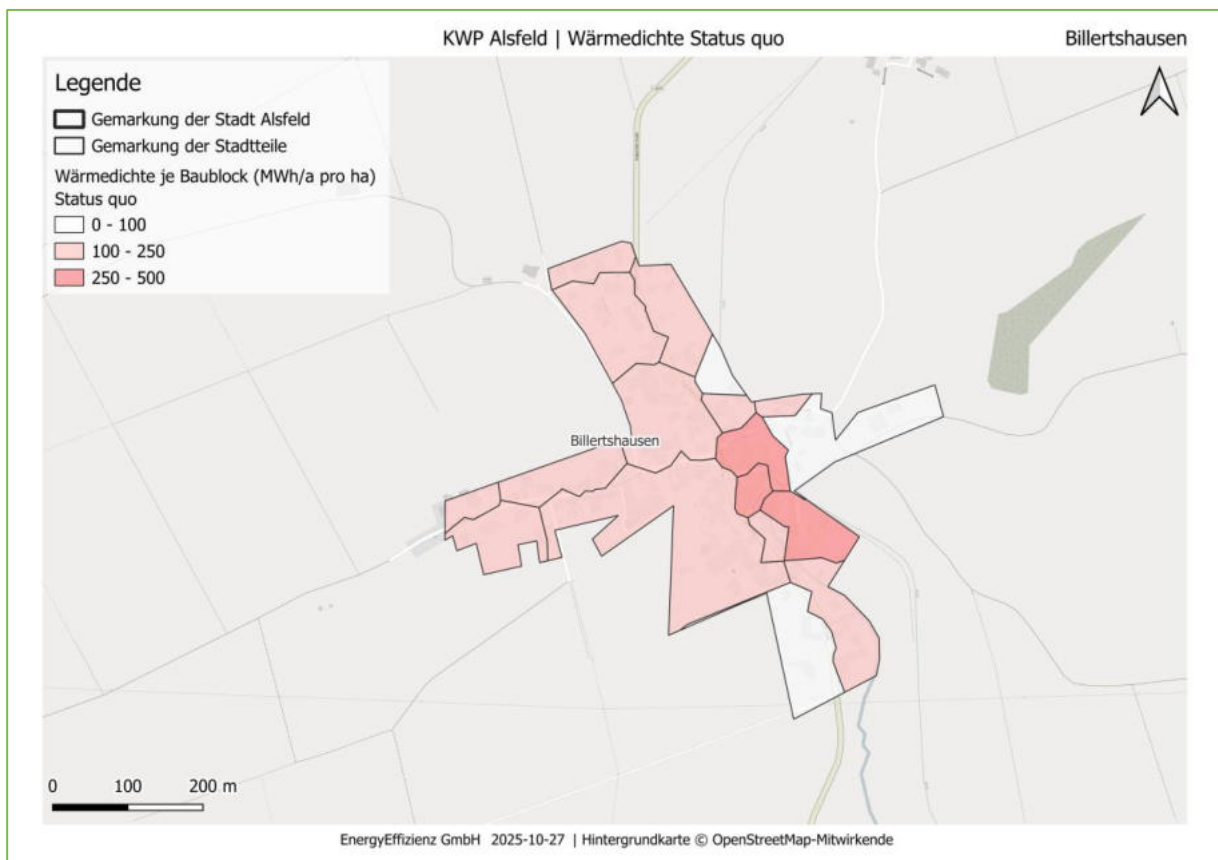 KWP Alsfeld | Wärmedichte Status quo
Billertshausen
Legende
Gemarkung der Stadt Alsfeld
Gemarkung der Stadtteile
Wärmedichte je Baublock (MWh/a pro ha)
Status quo
0 - 100
100 - 250
250 - 500
Billertshausen
0 100 200 m
EnergyEffizienz GmbH 2025-10-27 | Hintergrundkarte © OpenStreetMap-Mitwirkende